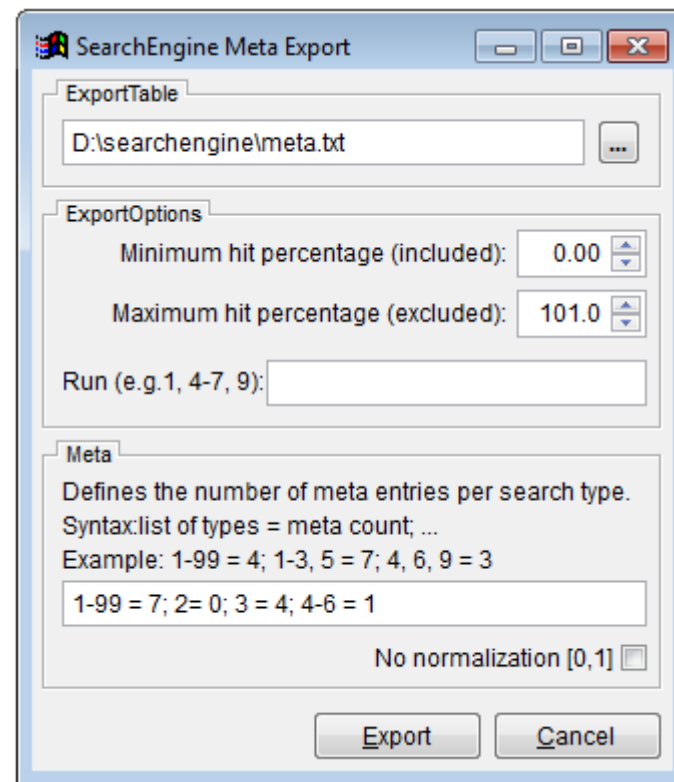 SearchEngine Meta Export
ExportTable
D:\searchengine\meta.txt
...
ExportOptions
Minimum hit percentage (included): 0.00
Maximum hit percentage (excluded): 101.0
Run (e.g.1, 4-7, 9):
Meta
Defines the number of meta entries per search type.
Syntax:list of types = meta count; ...
Example: 1-99 = 4; 1-3, 5 = 7; 4, 6, 9 = 3
1-99 = 7; 2= 0; 3 = 4; 4-6 = 1
No normalization [0,1]
Export Cancel